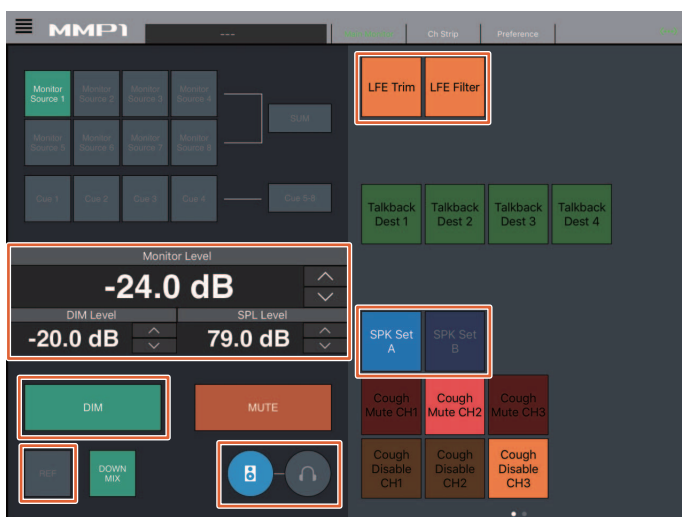 MMP1
---
Ch Strip
Preference
Monitor
Source 1
Monitor
Source 2
Monitor
Source 3
Monitor
Source 4
SUM
Monitor
Source 5
Monitor
Source 6
Monitor
Source 7
Monitor
Source 8
Cue 1
Cue 2
Cue 3
Cue 4
Cue 5-8
Monitor Level
-24.0 dB
DIM Level
SPL Level
-20.0 dB
79.0 dB
DIM
MUTE
REF
DOWN
MIX
LFE Trim
LFE Filter
Talkback
Dest 1
Talkback
Dest 2
Talkback
Dest 3
Talkback
Dest 4
SPK Set
A
SPK Set
B
Cough
Mute CH1
Cough
Mute CH2
Cough
Mute CH3
Cough
Disable
CH1
Cough
Disable
CH2
Cough
Disable
CH3